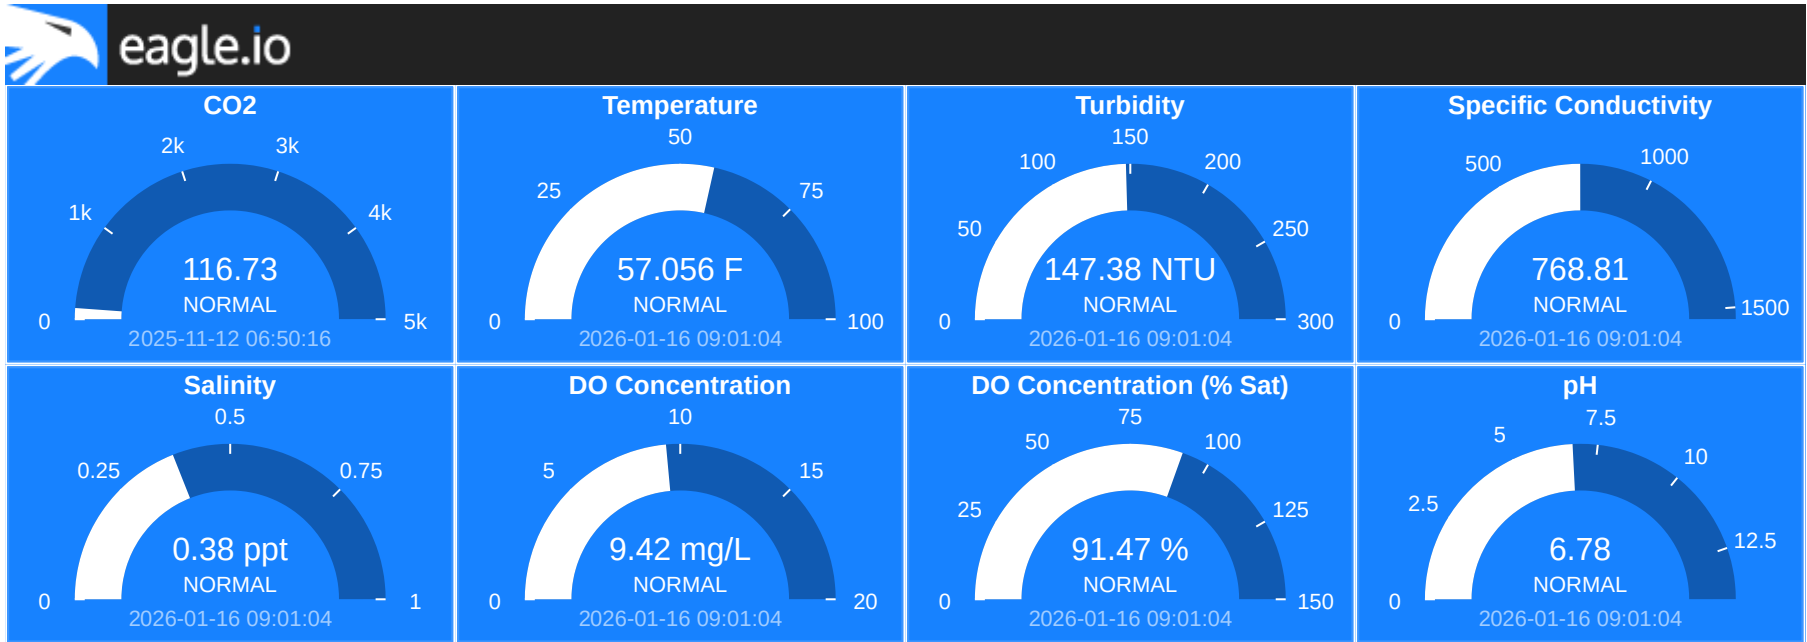 eagle.io
CO2
2k
3k
1k
4k
0
5k
116.73
NORMAL
2025-11-12 06:50:16
Temperature
50
25
75
0
100
57.056 F
NORMAL
2026-01-16 09:01:04
Turbidity
150
100
200
50
250
0
300
147.38 NTU
NORMAL
2026-01-16 09:01:04
Specific Conductivity
500
1000
0
1500
768.81
NORMAL
2026-01-16 09:01:04
Salinity
0.5
0.25
0.75
0
1
0.38 ppt
NORMAL
2026-01-16 09:01:04
DO Concentration
10
5
15
0
20
9.42 mg/L
NORMAL
2026-01-16 09:01:04
DO Concentration (% Sat)
75
50
100
25
125
0
150
91.47 %
NORMAL
2026-01-16 09:01:04
pH
7.5
5
10
2.5
12.5
0
6.78
NORMAL
2026-01-16 09:01:04